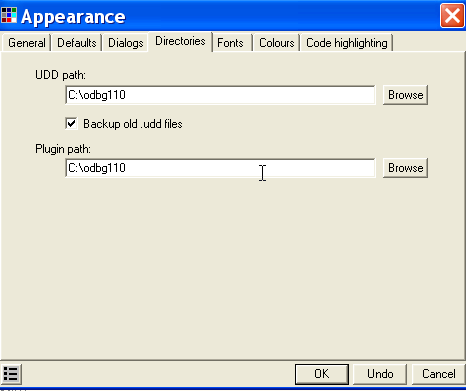 Appearance
General Defaults Dialogs Directories Fonts Colours Code highlighting
UDD path:
C:\odbg110 Browse
Backup old .udd files
Plugin path:
C:\odbg110 Browse
OK Undo Cancel